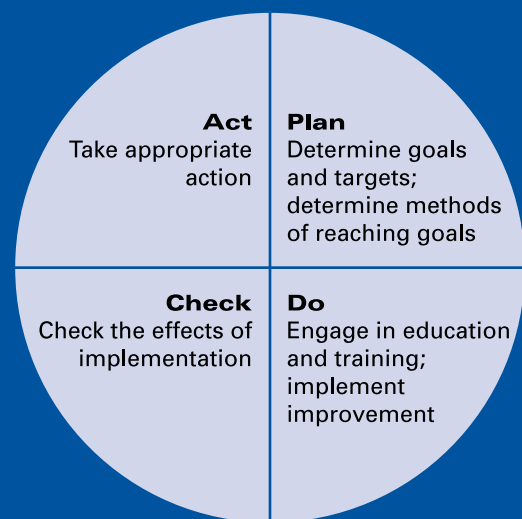 Act
Take appropriate
action
Plan
Determine goals
and targets;
determine methods
of reaching goals
Check
Check the effects of
implementation
Do
Engage in education
and training;
implement
improvement